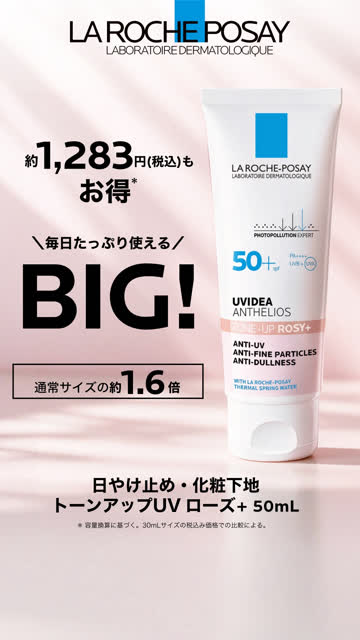 LA ROCHE POSAY
LABORATOIRE DERMATOLOGIQUE
約1,283円(税込)も
お得*
＼毎日たっぷり使える／
BIG!
通常サイズの約1.6倍
LA ROCHE-POSAY
LABORATOIRE DERMATOLOGIQUE
PHOTOPOLLUTION EXPERT
50+ SPF
PA++++
UVB+UVA
UVIDEA
ANTHELIOS
TONE-UP ROSY+
ANTI-UV
ANTI-FINE PARTICLES
ANTI-DULLNESS
WITH LA ROCHE-POSAY
THERMAL SPRING WATER
日やけ止め・化粧下地
トーンアップUV ローズ+ 50mL
* 容量換算に基づく。30mLサイズの税込み価格での比較による。